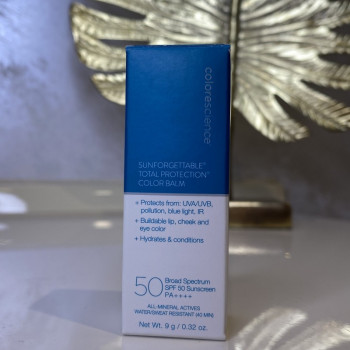 colorescience
SUNFORGETTABLE™
TOTAL PROTECTION™
COLOR BALM
+ Protects from: UVA/UVB,
pollution, blue light, IR
+ Buildable lip, cheek and
eye color
+ Hydrates & conditions
50 Broad Spectrum
SPF 50 Sunscreen
PA++++
ALL-MINERAL ACTIVES
WATER/SWEAT RESISTANT (40 MIN)
Net Wt. 9 g / 0.32 oz.